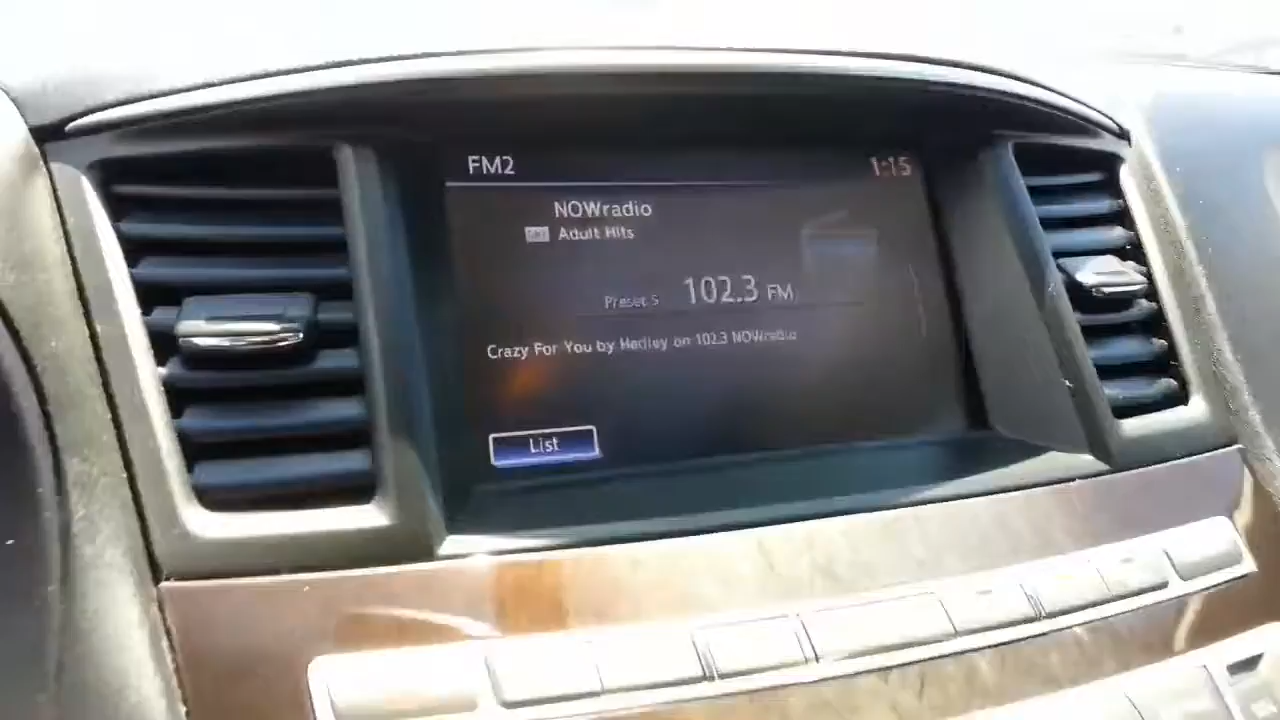 FM2 1:15
NOWradio
Adult Hits
Preset 5 102.3 FM
Crazy For You by Hedley on 102.3 NOWradio
List